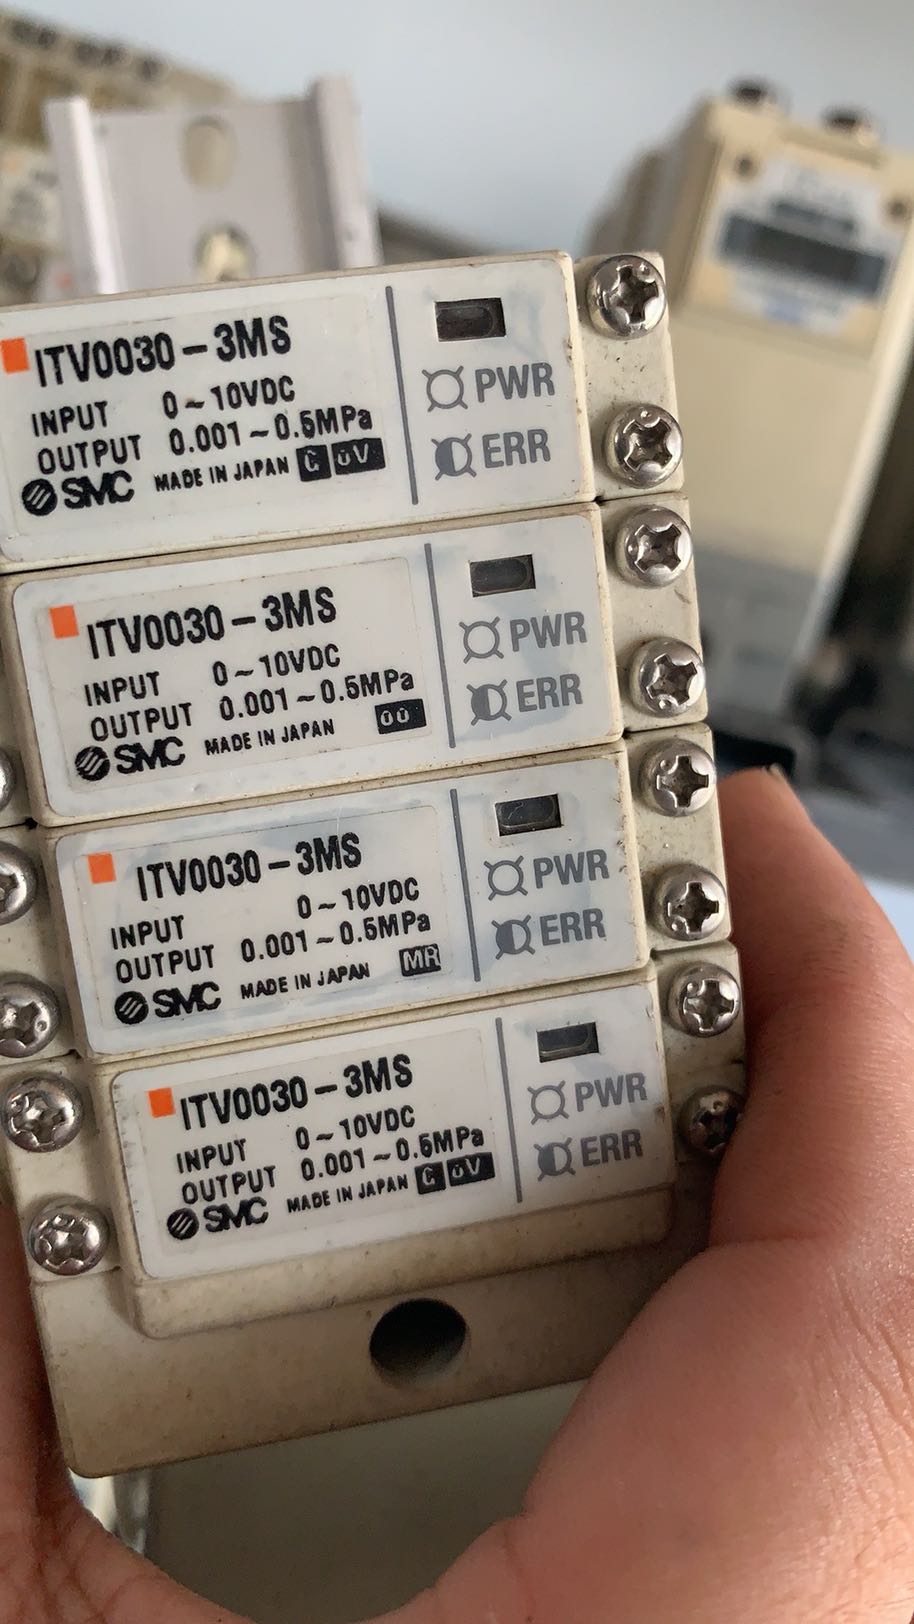 ITV0030-3MS
INPUT 0~10VDC
OUTPUT 0.001~0.5MPa
SMC MADE IN JAPAN
PWR
ERR
ITV0030-3MS
INPUT 0~10VDC
OUTPUT 0.001~0.5MPa
SMC MADE IN JAPAN
PWR
ERR
ITV0030-3MS
INPUT 0~10VDC
OUTPUT 0.001~0.5MPa
SMC MADE IN JAPAN MR
PWR
ERR
ITV0030-3MS
INPUT 0~10VDC
OUTPUT 0.001~0.5MPa
SMC MADE IN JAPAN
PWR
ERR